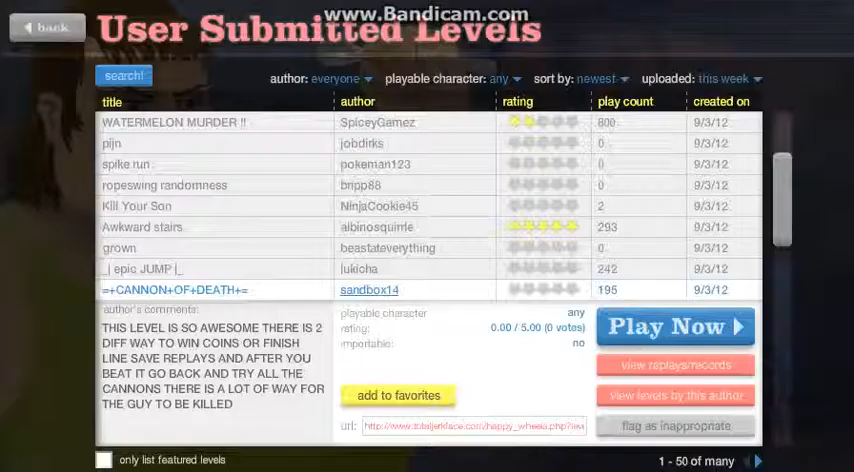 www.Bandicam.com
back
User Submitted Levels
search!
author: everyone playable character: any sort by: newest uploaded: this week
title author rating play count created on
WATERMELON MURDER !! SpiceyGamez 800 9/3/12
pijn jobdirks 0 9/3/12
spike run pokeman123 0 9/3/12
ropeswing randomness bripp88 0 9/3/12
Kill Your Son NinjaCookie45 2 9/3/12
Awkward stairs albinosquirrle 293 9/3/12
grown beastateverything 0 9/3/12
_| epic JUMP |_ lukicha 242 9/3/12
=+CANNON+OF+DEATH+= sandbox14 195 9/3/12
author's comments:
THIS LEVEL IS SO AWESOME THERE IS 2
DIFF WAY TO WIN COINS OR FINISH
LINE SAVE REPLAYS AND AFTER YOU
BEAT IT GO BACK AND TRY ALL THE
CANNONS THERE IS A LOT OF WAY FOR
THE GUY TO BE KILLED
playable character any
rating: 0.00 / 5.00 (0 votes)
importable: no
add to favorites
url: http://www.totaljerkface.com/happy_wheels.php?lev
Play Now
view replays/records
view levels by this author
flag as inappropriate
only list featured levels
1 - 50 of many